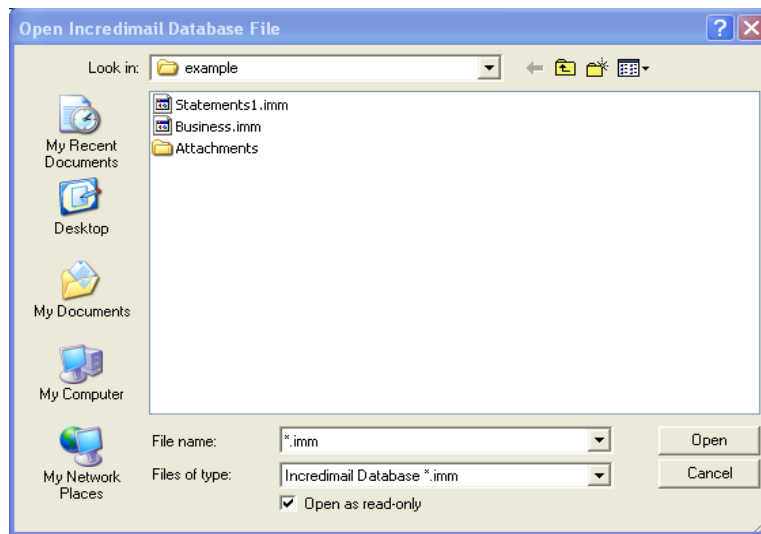 Open Incredimail Database File
Look in: example
Statements1.imm
Business.imm
Attachments
My Recent
Documents
Desktop
My Documents
My Computer
My Network
Places
File name: *.imm Open
Files of type: Incredimail Database *.imm Cancel
Open as read-only